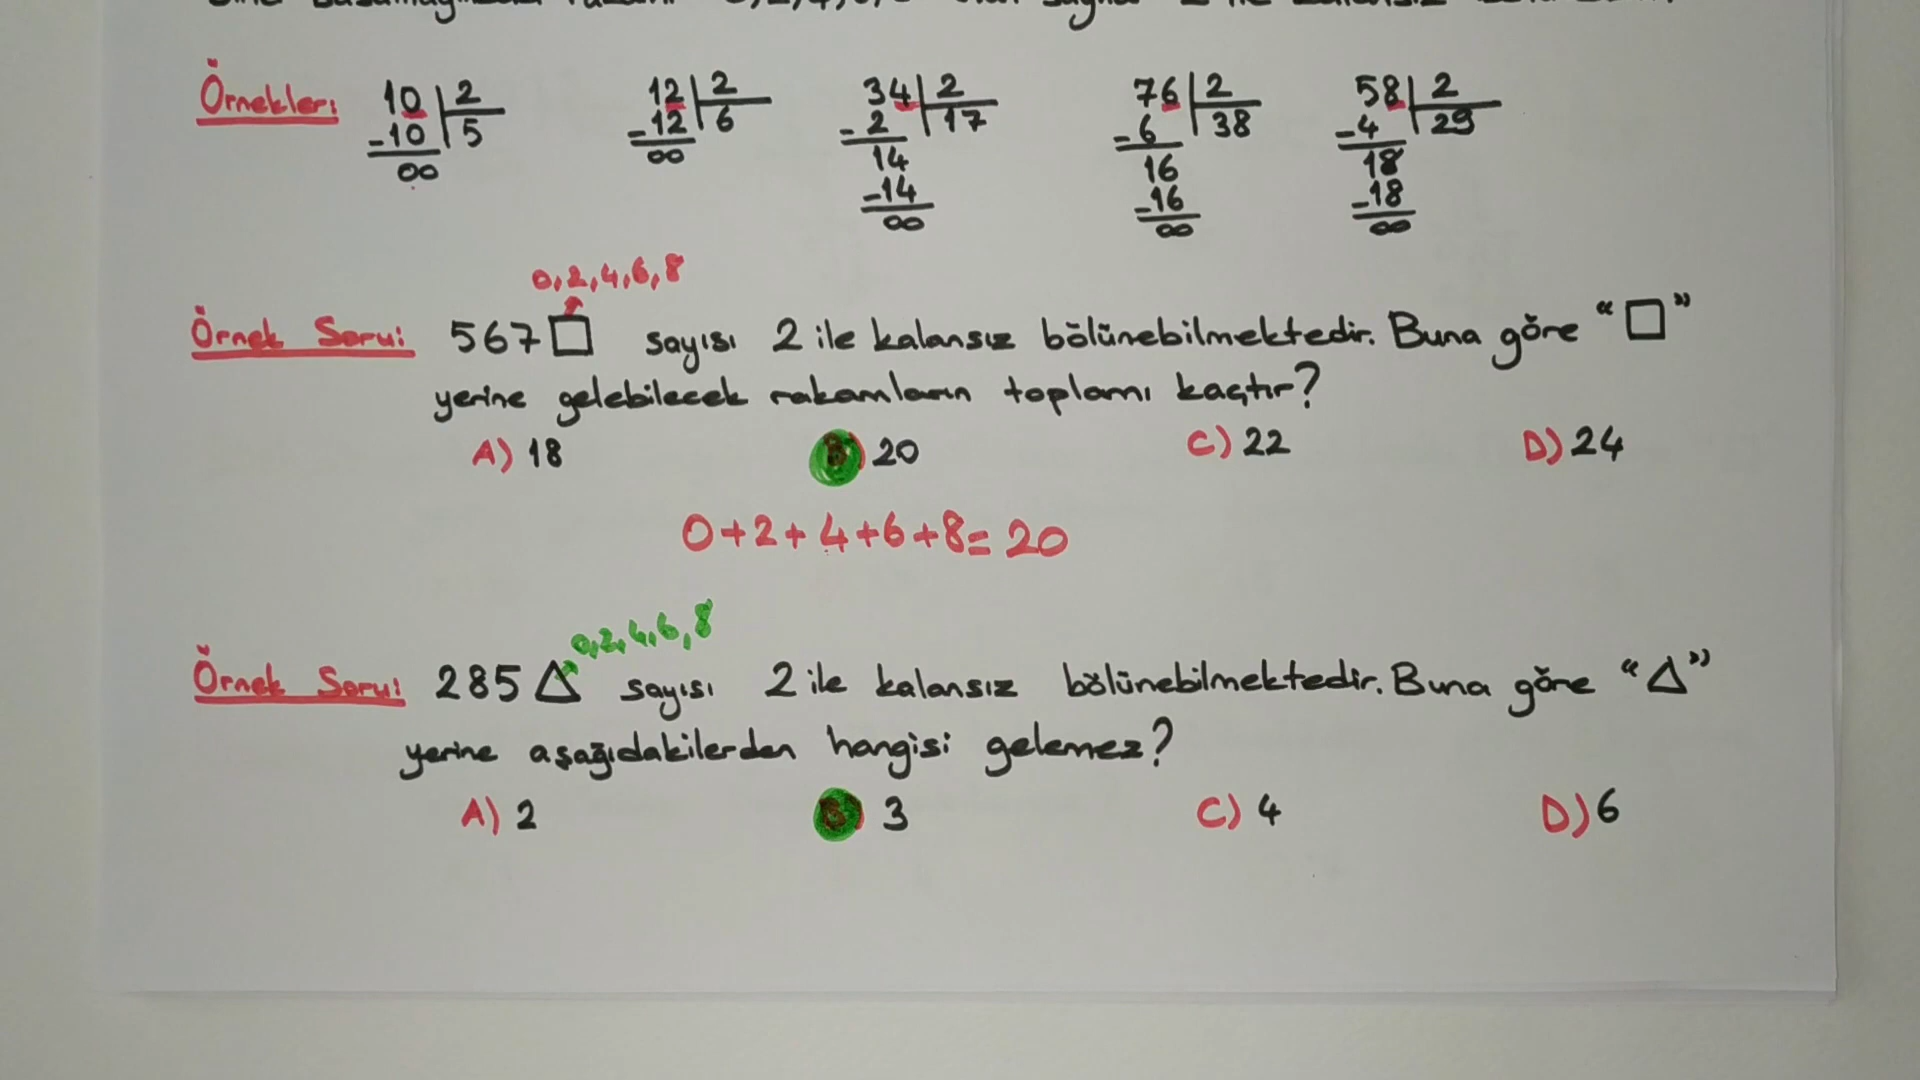 Örnekler: 10 | 2 12 | 2 34 | 2 76 | 2 58 | 2
-10 | 5 -12 | 6 -2 | 17 -6 | 38 -4 | 29
00 00 14 16 18
-14 -16 -18
00 00 00
0,2,4,6,8
Örnek Soru: 567□ sayısı 2 ile kalansız bölünebilmektedir. Buna göre "□"
yerine gelebilecek rakamların toplamı kaçtır?
A) 18 B) 20 C) 22 D) 24
0+2+4+6+8=20
0,2,4,6,8
Örnek Soru: 285△ sayısı 2 ile kalansız bölünebilmektedir. Buna göre "△"
yerine aşağıdakilerden hangisi gelemez?
A) 2 B) 3 C) 4 D) 6